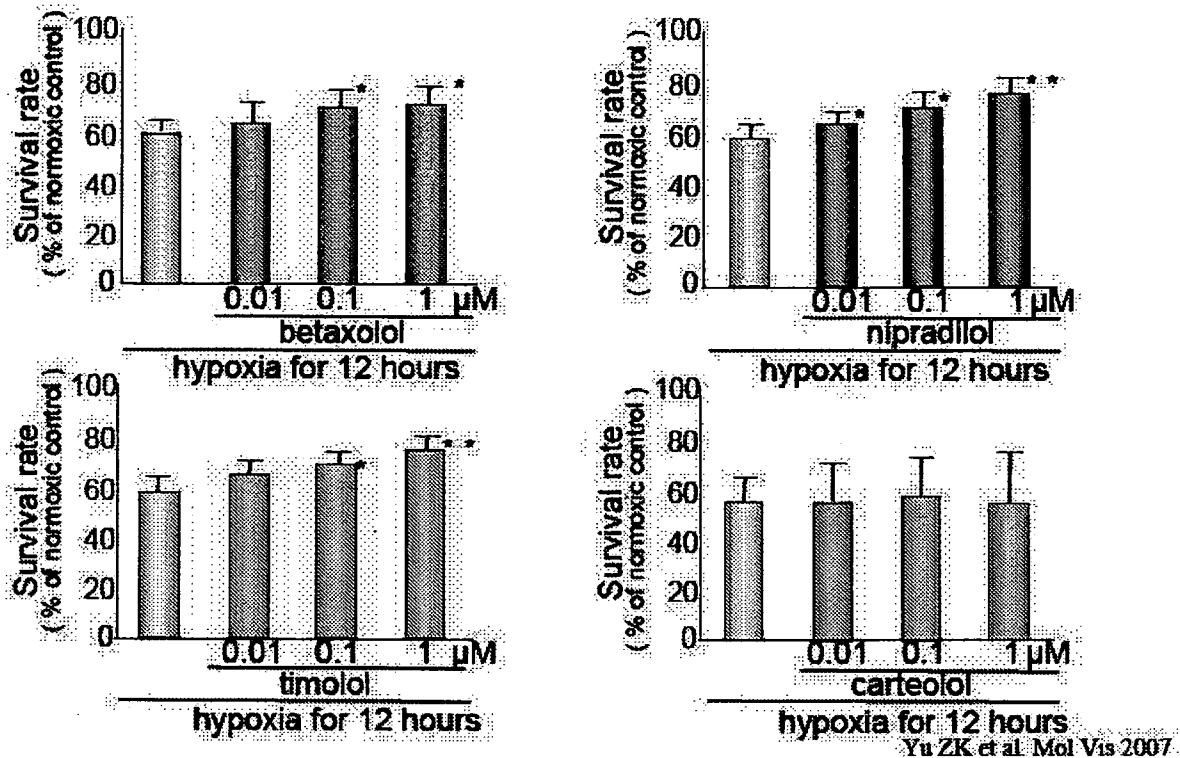 Survival rate
( % of normoxic control )
100
80
60
40
20
0
*
*
0.01 0.1 1 µM
betaxolol
hypoxia for 12 hours
Survival rate
( % of normoxic control )
100
80
60
40
20
0
*
*
* *
0.01 0.1 1 µM
nipradilol
hypoxia for 12 hours
Survival rate
( % of normoxic control )
100
80
60
40
20
0
*
* *
0.01 0.1 1 µM
timolol
hypoxia for 12 hours
Survival rate
( % of normoxic control )
100
80
60
40
20
0
0.01 0.1 1 µM
carteolol
hypoxia for 12 hours
Yu ZK et al. Mol Vis 2007